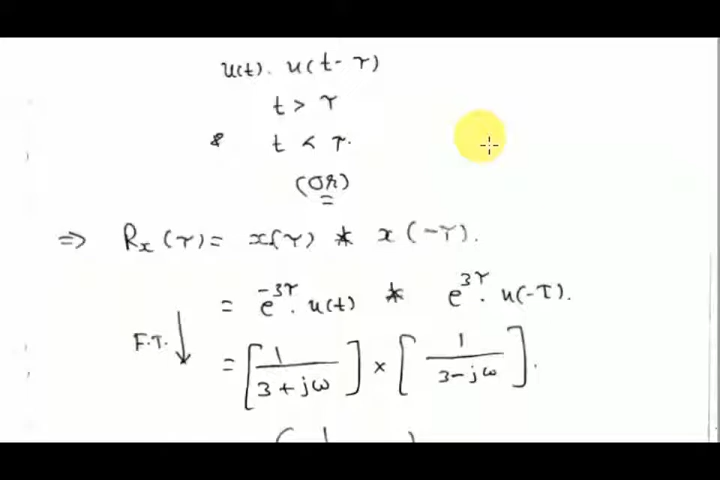 u(t). u(t-τ)
t > τ
& t < τ.
(OR)
⇒ Rx(τ) = x(τ) * x(-τ).
= e^-3τ. u(t) * e^3τ. u(-τ).
F.T. ↓
= [1/(3+jω)] × [1/(3-jω)].